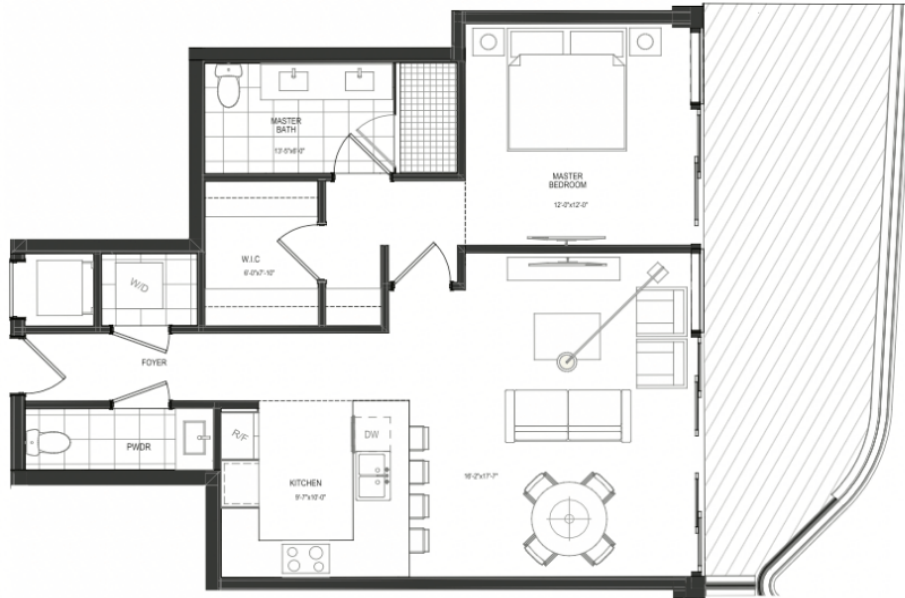 MASTER
BATH
13'-5"x6'-0"
MASTER
BEDROOM
12'-0"x12'-0"
W.I.C
6'-0"x7'-10"
W/D
FOYER
PWDR
R/F
DW
KITCHEN
9'-7"x10'-0"
16'-2"x17'-7"